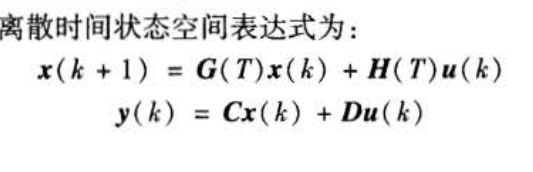 离散时间状态空间表达式为：
x(k + 1) = G(T)x(k) + H(T)u(k)
y(k) = Cx(k) + Du(k)